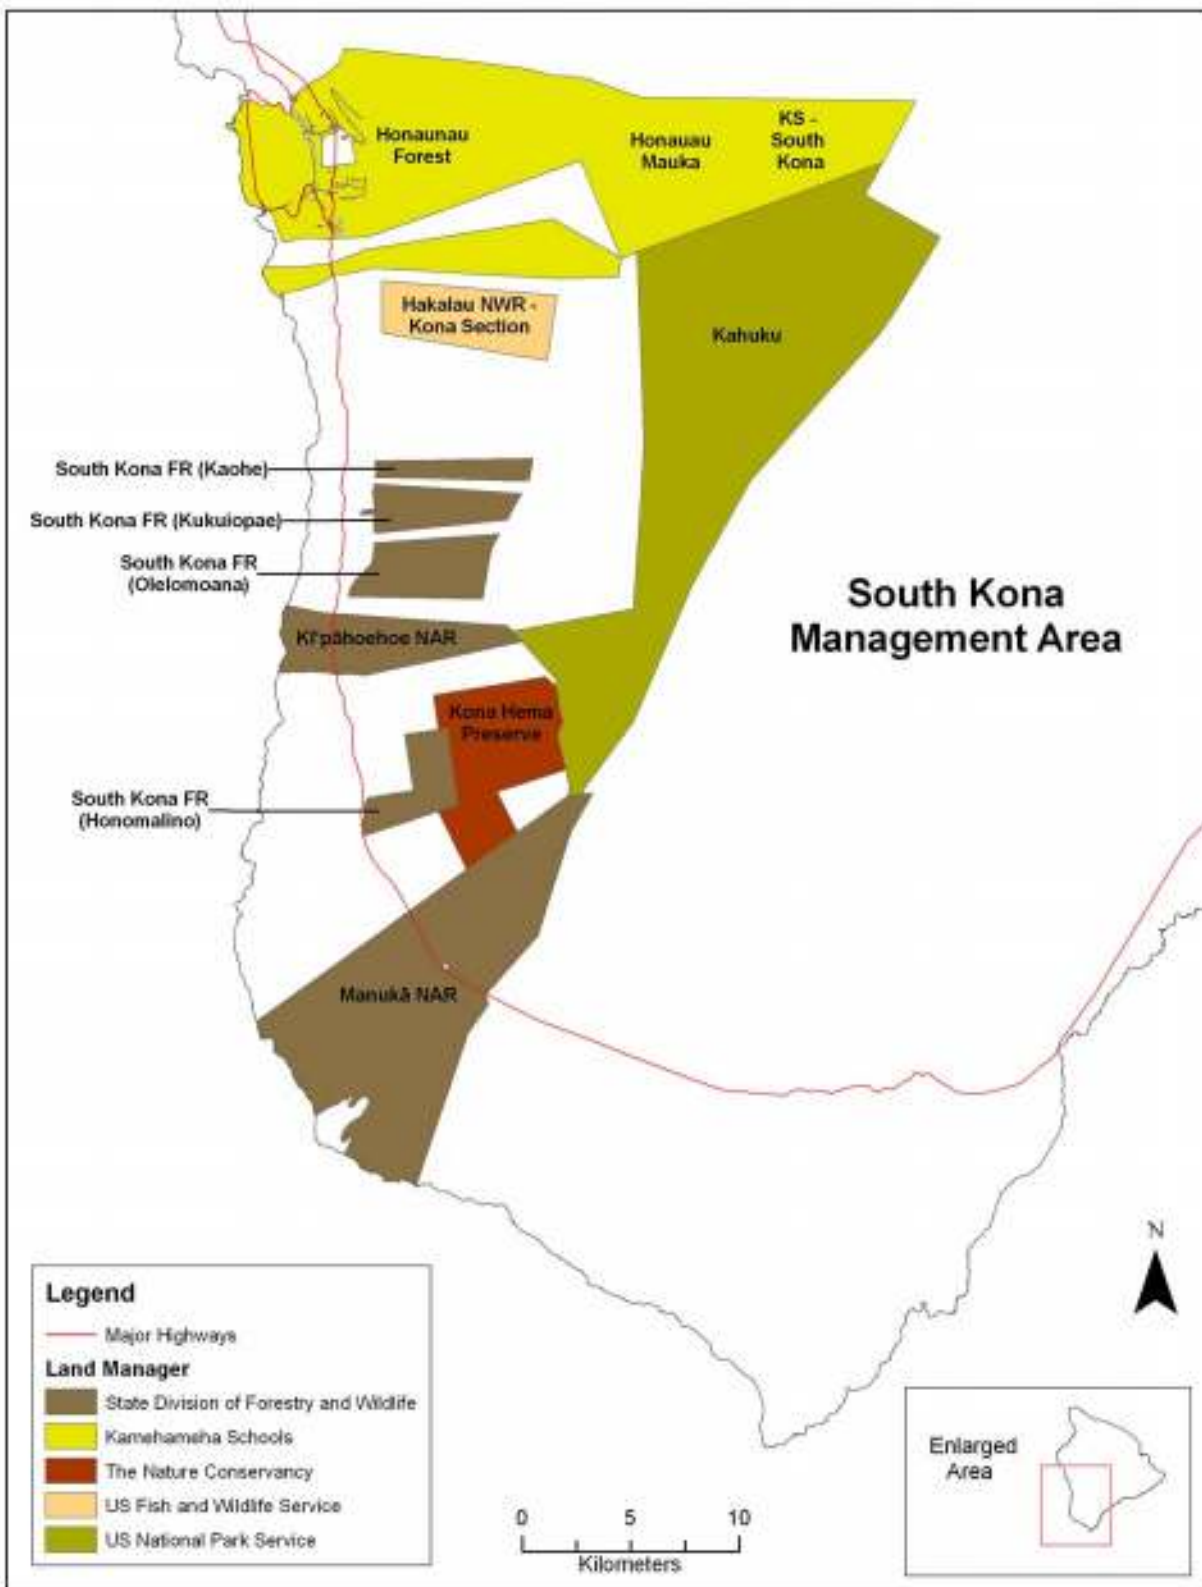 Honaunau
Forest
Honauau
Mauka
KS -
South
Kona
Hakalau NWR -
Kona Section
Kahuku
South Kona FR (Kaohe)
South Kona FR (Kukuiopae)
South Kona FR
(Olelomoana)
South Kona
Management Area
Ki'pāhoehoe NAR
Kona Hema
Preserve
South Kona FR
(Honomalino)
Manukā NAR
N
Legend
Major Highways
Land Manager
State Division of Forestry and Wildlife
Kamehameha Schools
The Nature Conservancy
US Fish and Wildlife Service
US National Park Service
0 5 10
Kilometers
Enlarged
Area